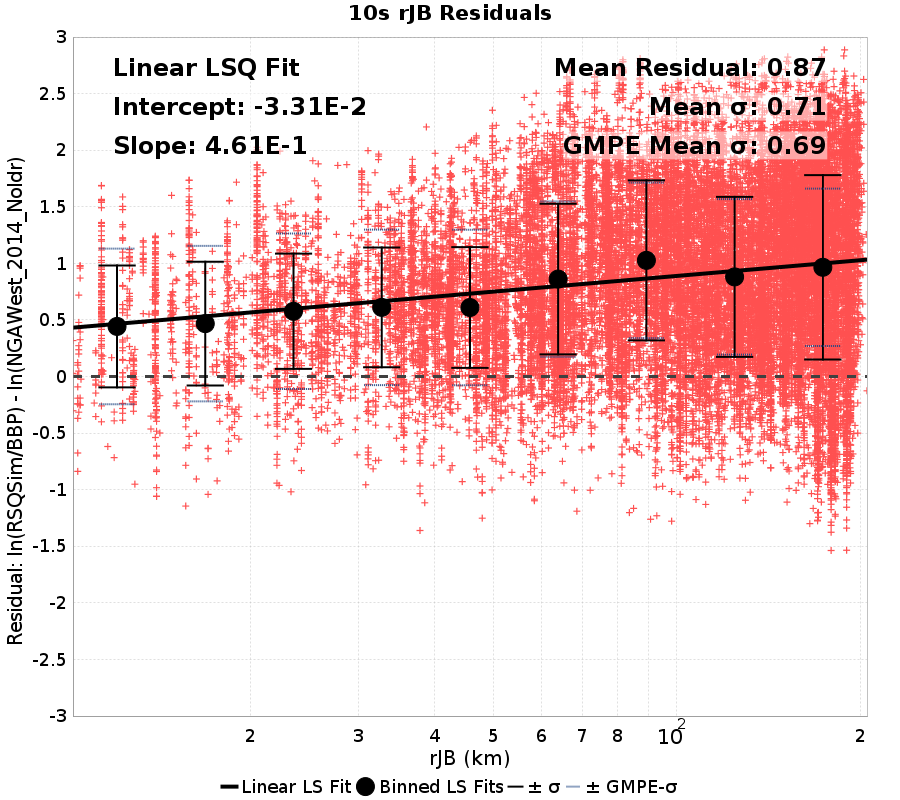 10s rJB Residuals
Linear LSQ Fit
Intercept: -3.31E-2
Slope: 4.61E-1
Mean Residual: 0.87
Mean σ: 0.71
GMPE Mean σ: 0.69
Residual: ln(RSQSim/BBP) - ln(NGAWest_2014_NoIdr)
3
2.5
2
1.5
1
0.5
0
-0.5
-1
-1.5
-2
-2.5
-3
2 3 4 5 6 7 8 10^2 2
rJB (km)
Linear LS Fit Binned LS Fits ± σ ± GMPE-σ